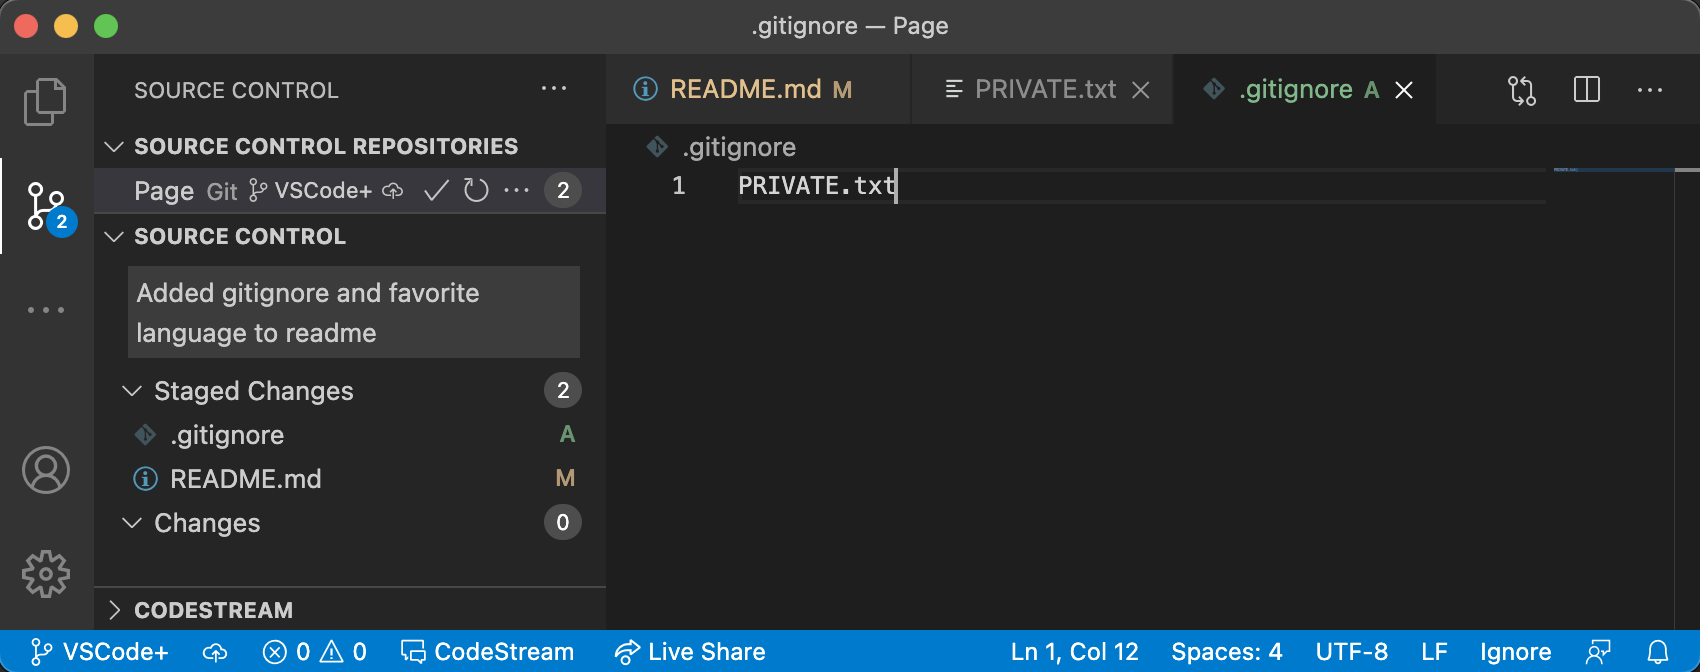 .gitignore — Page
SOURCE CONTROL
SOURCE CONTROL REPOSITORIES
Page Git VSCode+ 2
2
SOURCE CONTROL
Added gitignore and favorite
language to readme
Staged Changes 2
.gitignore A
README.md M
Changes 0
CODESTREAM
README.md M PRIVATE.txt .gitignore A
.gitignore
1 PRIVATE.txt
VSCode+ 0 0 CodeStream Live Share Ln 1, Col 12 Spaces: 4 UTF-8 LF Ignore